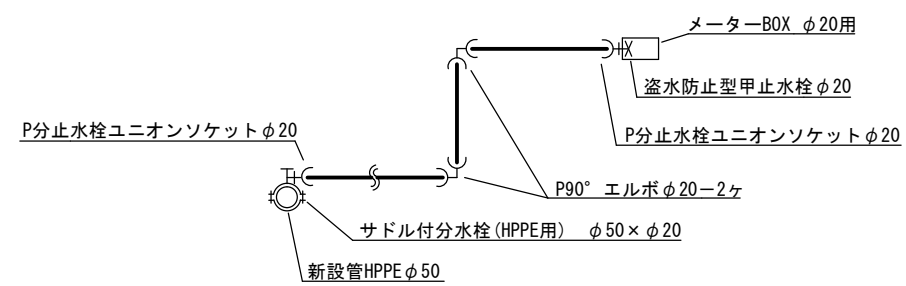 メーターBOX φ20用
盗水防止型甲止水栓φ20
P分止水栓ユニオンソケットφ20
P分止水栓ユニオンソケットφ20
P90°エルボφ20−2ヶ
サドル付分水栓(HPPE用) φ50×φ20
新設管HPPEφ50